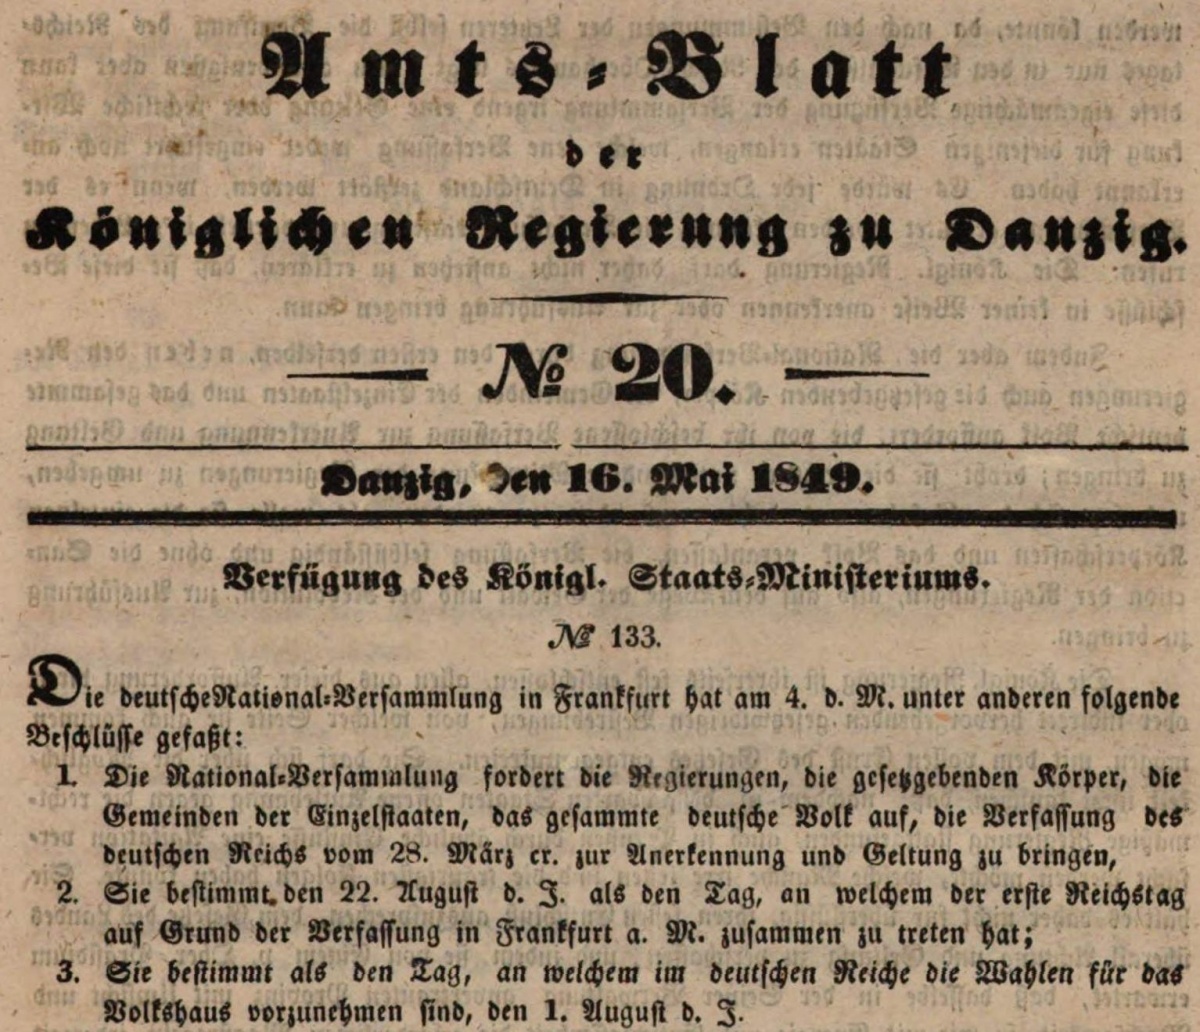 Amts-Blatt
der
Königlichen Regierung zu Danzig.
№ 20.
Danzig, den 16. Mai 1849.
Verfügung des Königl. Staats-Ministeriums.
№ 133.
Die deutsche National-Versammlung in Frankfurt hat am 4. d. M. unter anderen folgende
Beschlüsse gefaßt:
1. Die National-Versammlung fordert die Regierungen, die gesetzgebenden Körper, die
Gemeinden der Einzelstaaten, das gesammte deutsche Volk auf, die Verfassung des
deutschen Reichs vom 28. März cr. zur Anerkennung und Geltung zu bringen,
2. Sie bestimmt den 22. August d. J. als den Tag, an welchem der erste Reichstag
auf Grund der Verfassung in Frankfurt a. M. zusammen zu treten hat;
3. Sie bestimmt als den Tag, an welchem im deutschen Reiche die Wahlen für das
Volkshaus vorzunehmen sind, den 1. August d. J.